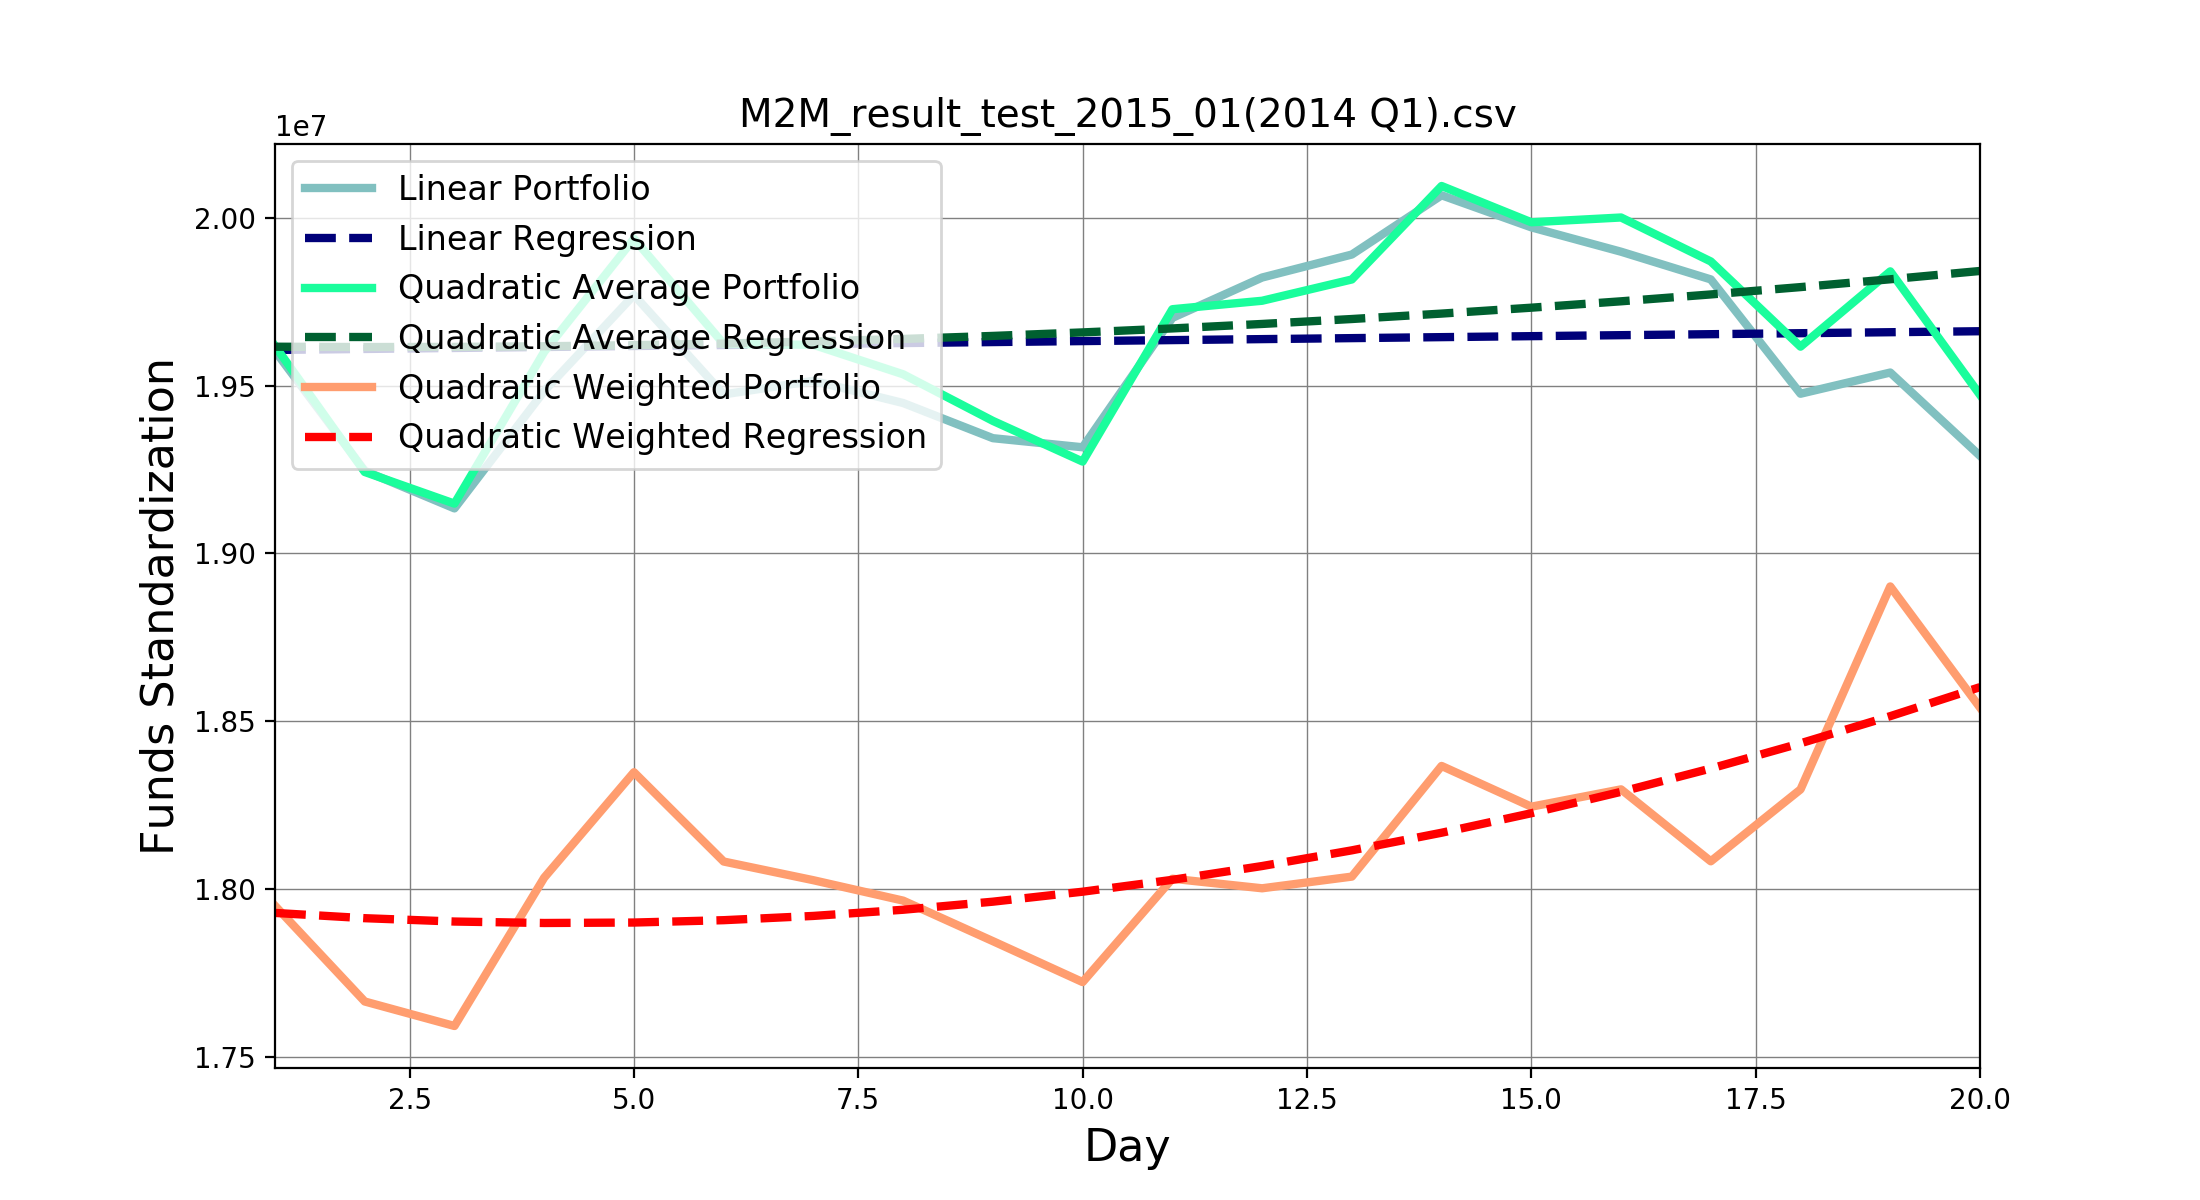 M2M_result_test_2015_01(2014 Q1).csv
1e7
Linear Portfolio
Linear Regression
Quadratic Average Portfolio
Quadratic Average Regression
Quadratic Weighted Portfolio
Quadratic Weighted Regression
2.00
1.95
1.90
1.85
1.80
1.75
Funds Standardization
2.5 5.0 7.5 10.0 12.5 15.0 17.5 20.0
Day